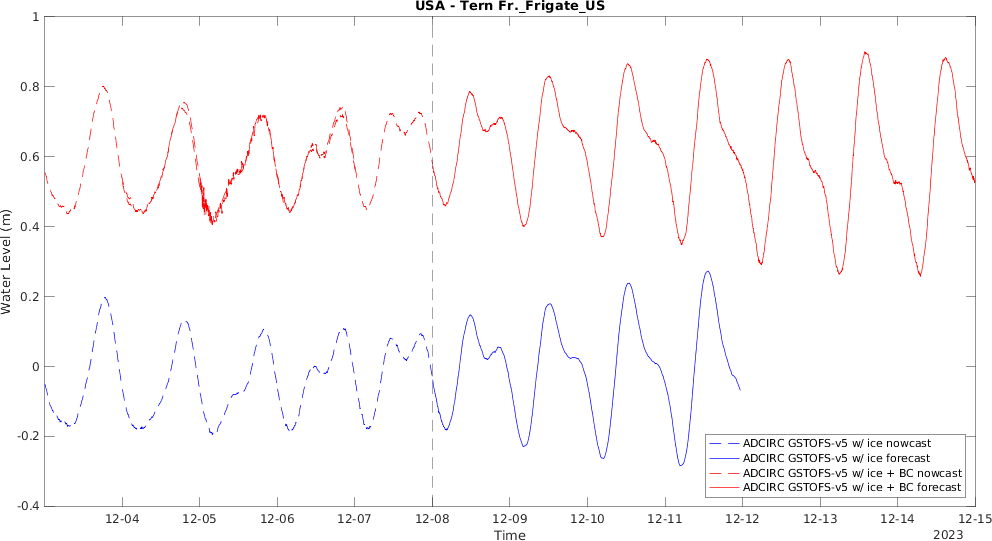 USA - Tern Fr._Frigate_US
1
0.8
0.6
0.4
0.2
0
-0.2
-0.4
Water Level (m)
12-04 12-05 12-06 12-07 12-08 12-09 12-10 12-11 12-12 12-13 12-14 12-15
Time
2023
ADCIRC GSTOFS-v5 w/ ice nowcast
ADCIRC GSTOFS-v5 w/ ice forecast
ADCIRC GSTOFS-v5 w/ ice + BC nowcast
ADCIRC GSTOFS-v5 w/ ice + BC forecast